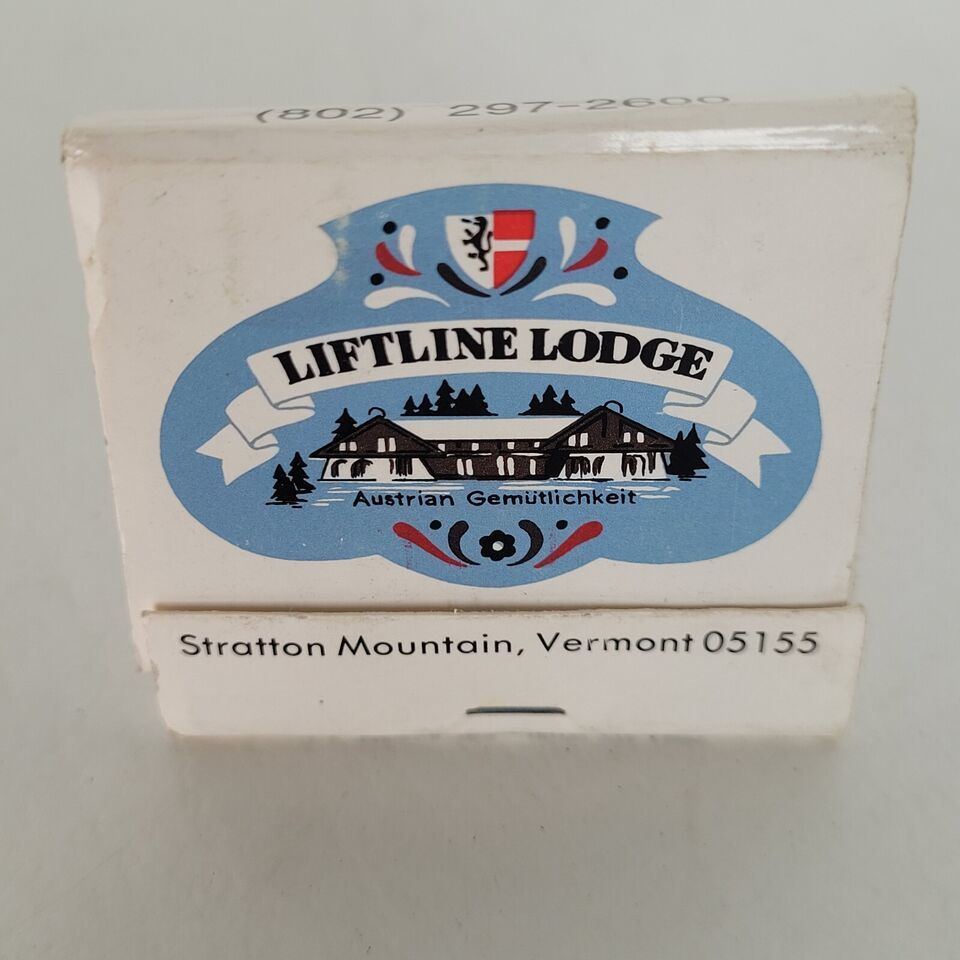 (802) 297-2600
LIFTLINE LODGE
Austrian Gemütlichkeit
Stratton Mountain, Vermont 05155